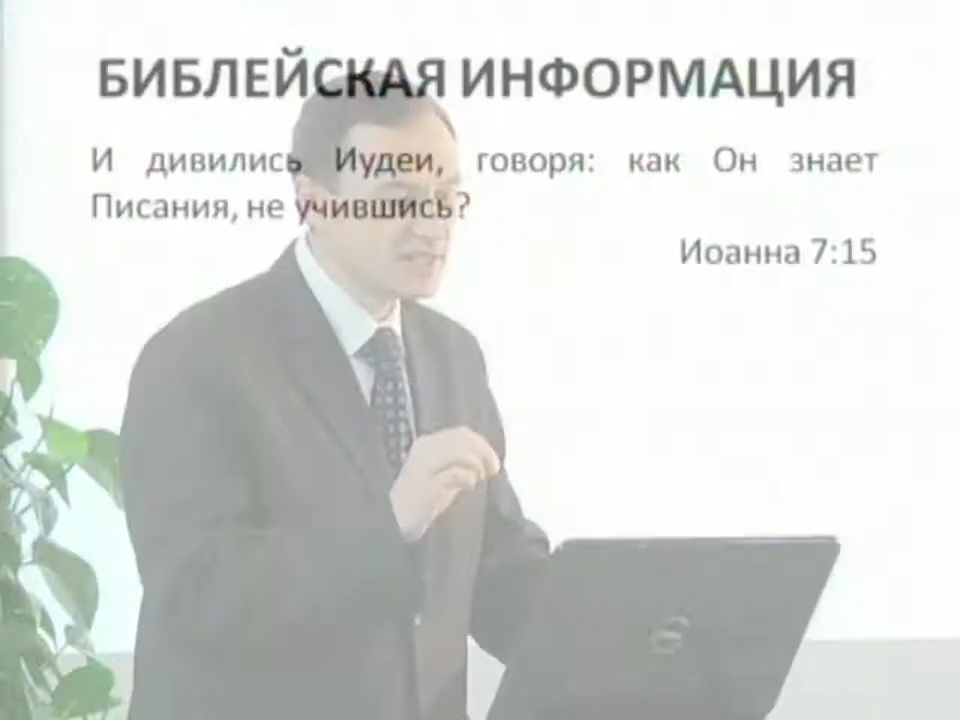 БИБЛЕЙСКАЯ ИНФОРМАЦИЯ
И дивились Иудеи, говоря: как Он знает
Писания, не учившись?
Иоанна 7:15